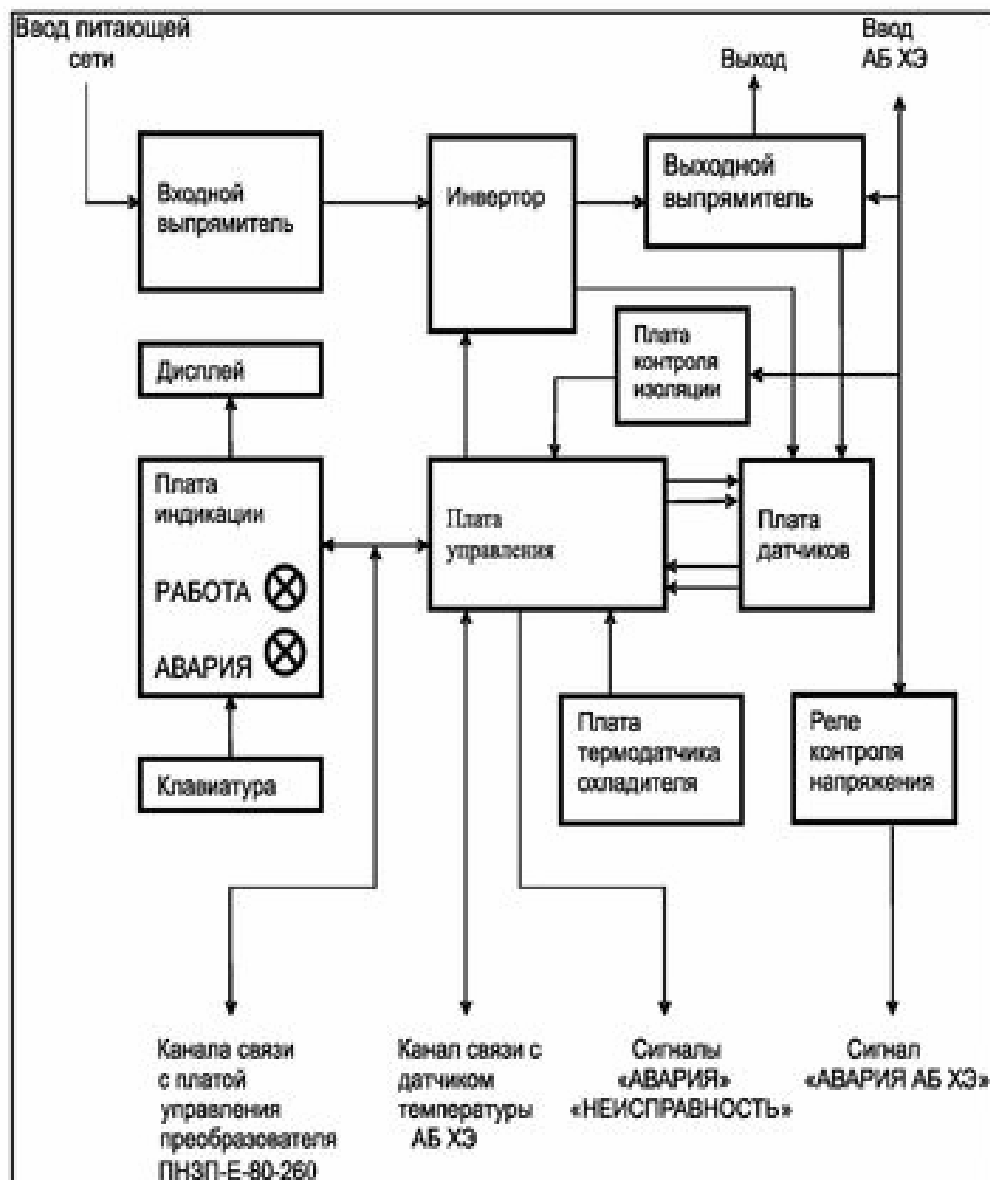 Ввод питающей
сети
Выход
Ввод
АБ ХЭ
Входной
выпрямитель
Инвертор
Выходной
выпрямитель
Дисплей
Плата
контроля
изоляции
Плата
индикации
РАБОТА
АВАРИЯ
Плата
управления
Плата
датчиков
Клавиатура
Плата
термодатчика
охладителя
Реле
контроля
напряжения
Канала связи
с платой
управления
преобразователя
ПНЗП-Е-80-260
Канал связи с
датчиком
температуры
АБ ХЭ
Сигналы
«АВАРИЯ»
«НЕИСПРАВНОСТЬ»
Сигнал
«АВАРИЯ АБ ХЭ»